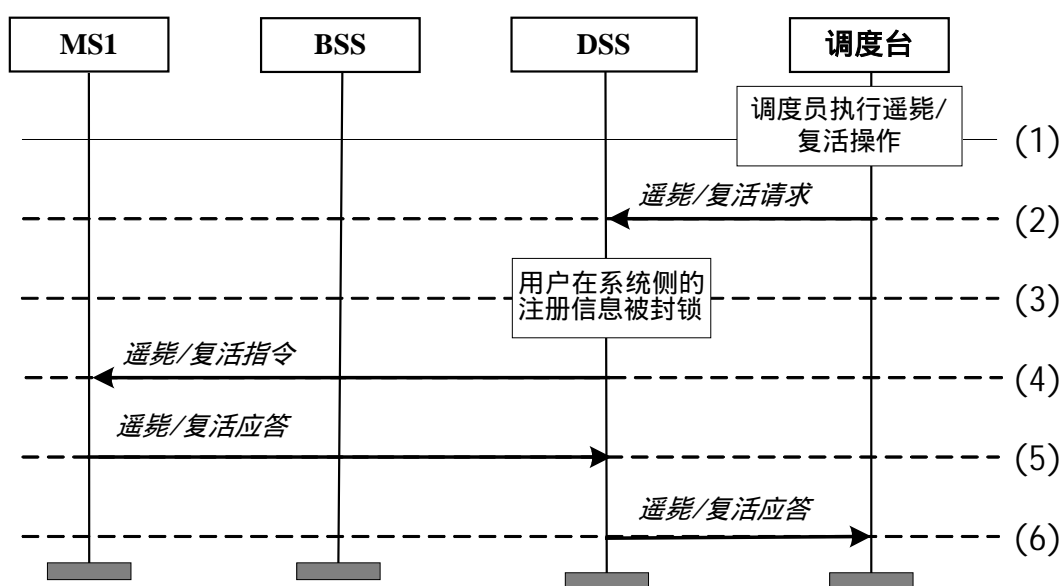 MS1
BSS
DSS
调度台
调度员执行遥毙/
复活操作
(1)
遥毙/复活请求
(2)
用户在系统侧的
注册信息被封锁
(3)
遥毙/复活指令
(4)
遥毙/复活应答
(5)
遥毙/复活应答
(6)